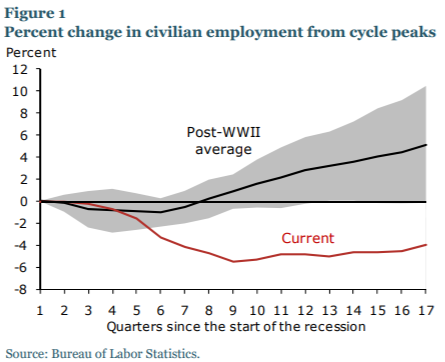 Figure 1
Percent change in civilian employment from cycle peaks
Percent
12
10
8
6
4
2
0
-2
-4
-6
-8
Post-WWII
average
Current
1 2 3 4 5 6 7 8 9 10 11 12 13 14 15 16 17
Quarters since the start of the recession
Source: Bureau of Labor Statistics.